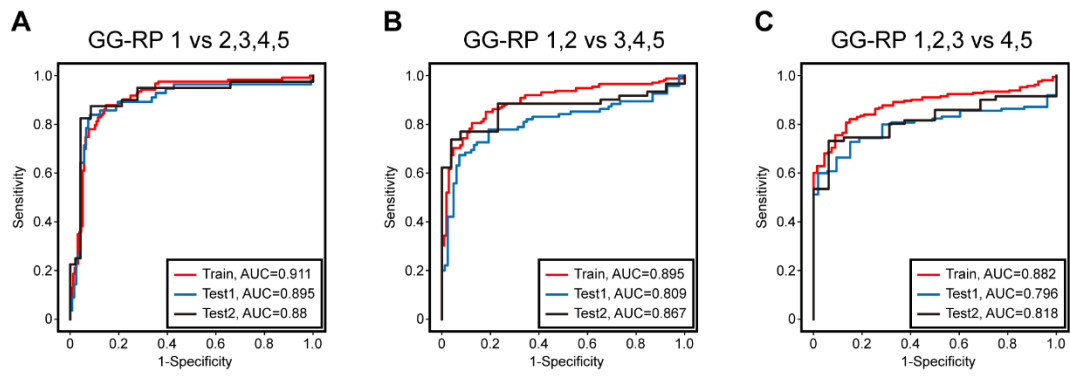 A
GG-RP 1 vs 2,3,4,5
1.0
0.8
0.6
0.4
0.2
0
Sensitivity
0
0.2
0.4
0.6
0.8
1.0
1-Specificity
Train, AUC=0.911
Test1, AUC=0.895
Test2, AUC=0.88
B
GG-RP 1,2 vs 3,4,5
1.0
0.8
0.6
0.4
0.2
0
Sensitivity
0
0.2
0.4
0.6
0.8
1.0
1-Specificity
Train, AUC=0.895
Test1, AUC=0.809
Test2, AUC=0.867
C
GG-RP 1,2,3 vs 4,5
1.0
0.8
0.6
0.4
0.2
0
Sensitivity
0
0.2
0.4
0.6
0.8
1.0
1-Specificity
Train, AUC=0.882
Test1, AUC=0.796
Test2, AUC=0.818